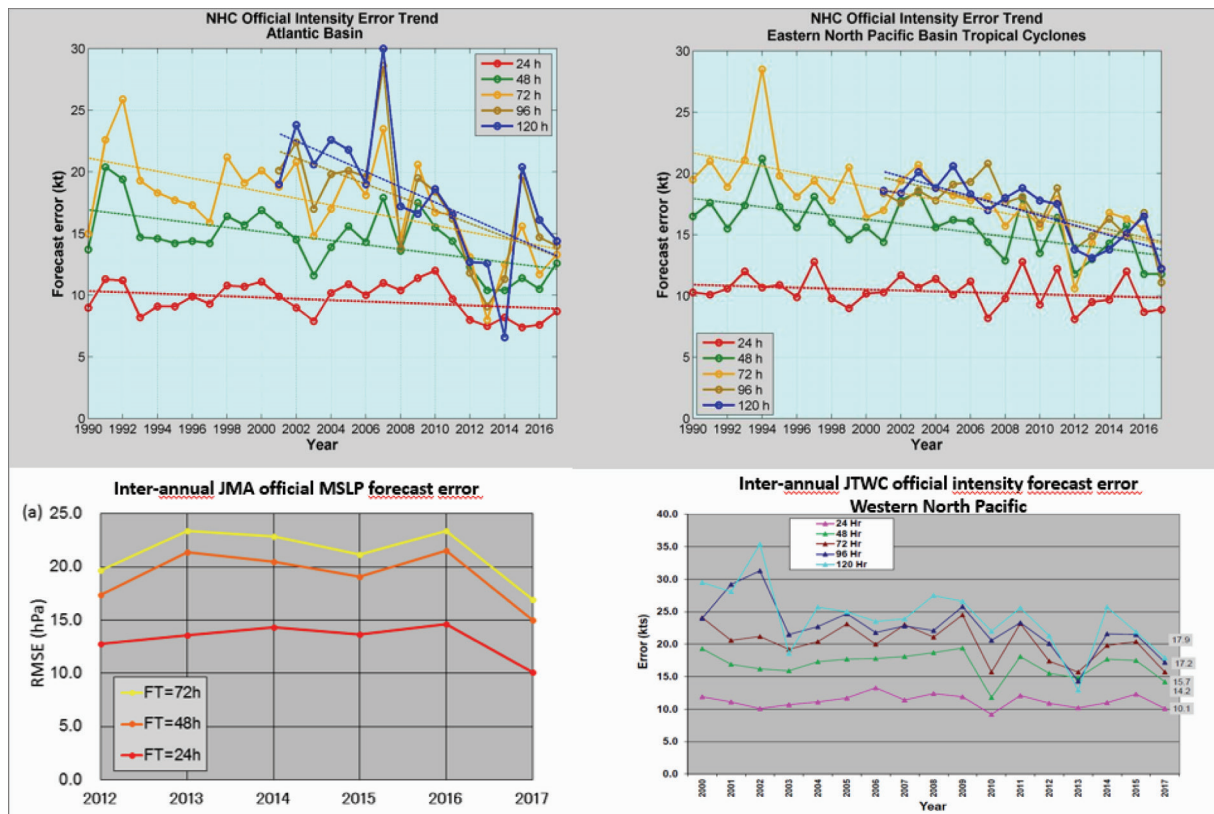 NHC Official Intensity Error Trend
Atlantic Basin
30
25
20
15
10
5
0
Forecast error (kt)
24 h
48 h
72 h
96 h
120 h
1990 1992 1994 1996 1998 2000 2002 2004 2006 2008 2010 2012 2014 2016
Year
NHC Official Intensity Error Trend
Eastern North Pacific Basin Tropical Cyclones
30
25
20
15
10
5
0
Forecast error (kt)
24 h
48 h
72 h
96 h
120 h
1990 1992 1994 1996 1998 2000 2002 2004 2006 2008 2010 2012 2014 2016
Year
Inter-annual JMA official MSLP forecast error
(a)
25.0
20.0
15.0
10.0
5.0
0.0
RMSE (hPa)
FT=72h
FT=48h
FT=24h
2012 2013 2014 2015 2016 2017
Inter-annual JTWC official intensity forecast error
Western North Pacific
40.0
35.0
30.0
25.0
20.0
15.0
10.0
5.0
0.0
Error (kts)
24 Hr
48 Hr
72 Hr
96 Hr
120 Hr
17.9
17.2
15.7
14.2
10.1
2000 2001 2002 2003 2004 2005 2006 2007 2008 2009 2010 2011 2012 2013 2014 2015 2016 2017
Year